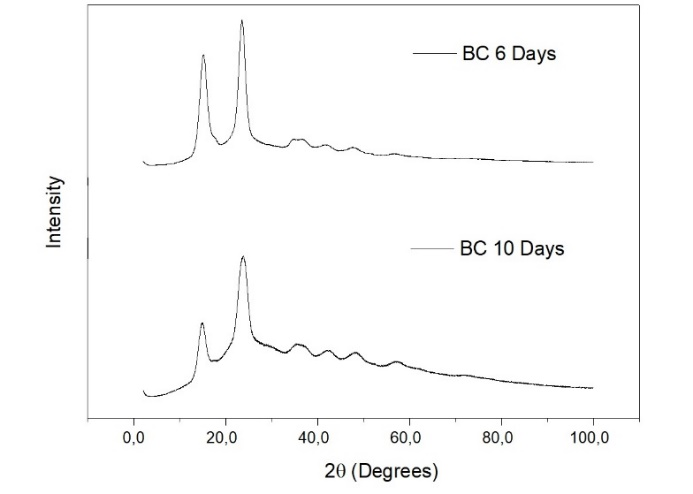 BC 6 Days
Intensity
BC 10 Days
0,0 20,0 40,0 60,0 80,0 100,0
2θ (Degrees)